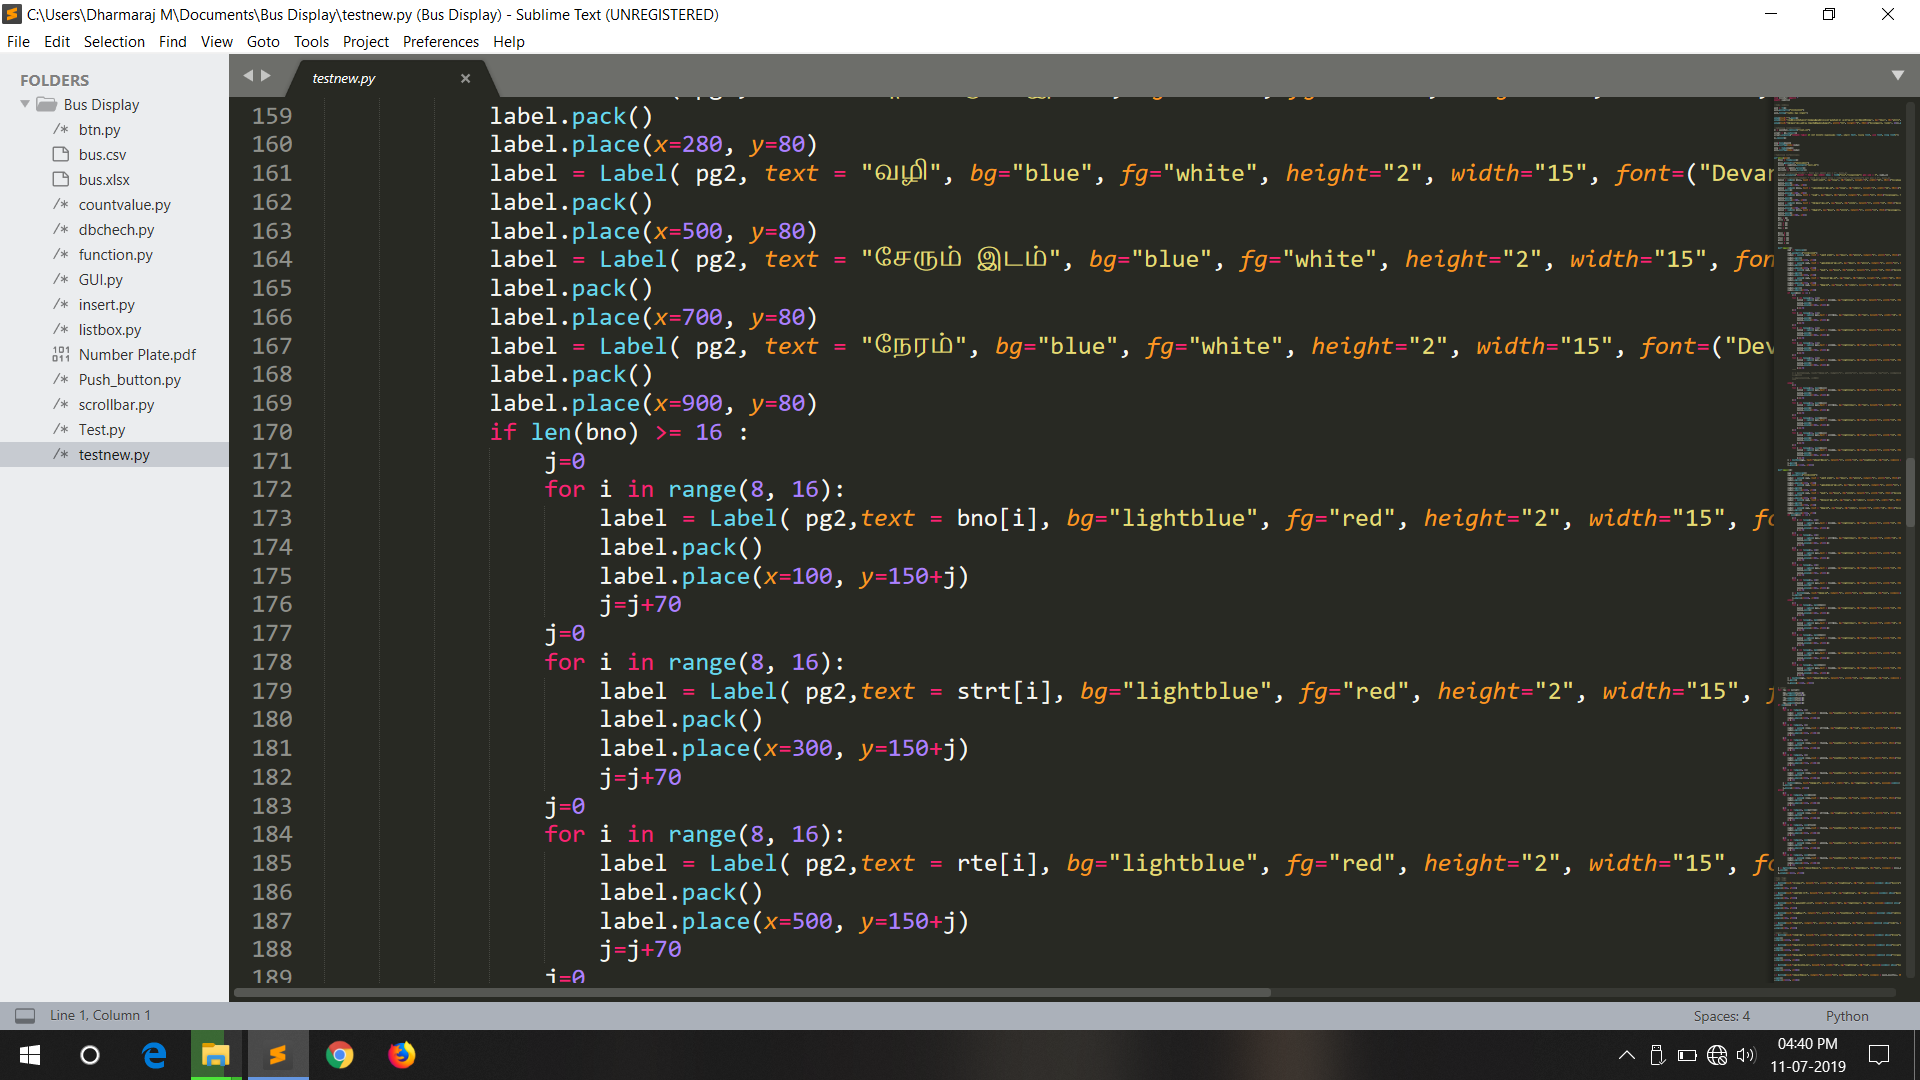 C:\Users\Dharmaraj M\Documents\Bus Display\testnew.py (Bus Display) - Sublime Text (UNREGISTERED)
File Edit Selection Find View Goto Tools Project Preferences Help
FOLDERS
Bus Display
/* btn.py
bus.csv
bus.xlsx
/* countvalue.py
/* dbchech.py
/* function.py
/* GUI.py
/* insert.py
/* listbox.py
Number Plate.pdf
/* Push_button.py
/* scrollbar.py
/* Test.py
/* testnew.py
testnew.py
159 label.pack()
160 label.place(x=280, y=80)
161 label = Label( pg2, text = "வழி", bg="blue", fg="white", height="2", width="15", font=("Devan
162 label.pack()
163 label.place(x=500, y=80)
164 label = Label( pg2, text = "சேரும் இடம்", bg="blue", fg="white", height="2", width="15", fon
165 label.pack()
166 label.place(x=700, y=80)
167 label = Label( pg2, text = "நேரம்", bg="blue", fg="white", height="2", width="15", font=("Dev
168 label.pack()
169 label.place(x=900, y=80)
170 if len(bno) >= 16 :
171 j=0
172 for i in range(8, 16):
173 label = Label( pg2,text = bno[i], bg="lightblue", fg="red", height="2", width="15", fo
174 label.pack()
175 label.place(x=100, y=150+j)
176 j=j+70
177 j=0
178 for i in range(8, 16):
179 label = Label( pg2,text = strt[i], bg="lightblue", fg="red", height="2", width="15",
180 label.pack()
181 label.place(x=300, y=150+j)
182 j=j+70
183 j=0
184 for i in range(8, 16):
185 label = Label( pg2,text = rte[i], bg="lightblue", fg="red", height="2", width="15", fo
186 label.pack()
187 label.place(x=500, y=150+j)
188 j=j+70
189 j=0
Line 1, Column 1
Spaces: 4
Python
04:40 PM
11-07-2019